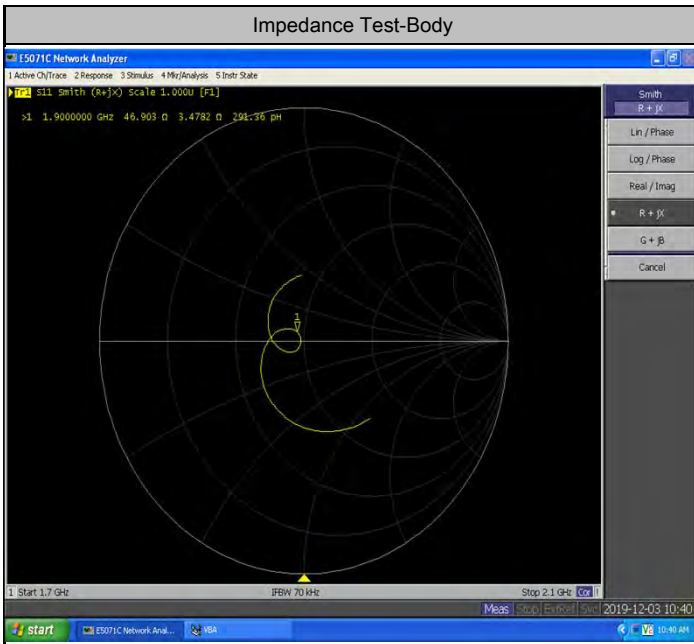 Impedance Test-Body
E5071C Network Analyzer
1 Active Ch/Trace 2 Response 3 Stimulus 4 Mkr/Analysis 5 Instr State
Tr1 S11 Smith (R+jX) Scale 1.000U [F1]
>1 1.9000000 GHz 46.903 Ω 3.4782 Ω 291.36 pH
1
Smith
R + jX
Lin / Phase
Log / Phase
Real / Imag
R + jX
G + jB
Cancel
1 Start 1.7 GHz IFBW 70 kHz Stop 2.1 GHz Cor !
Meas Stop ExtRef Svc 2019-12-03 10:40
start E5071C Network Anal... VBA 10:40 AM